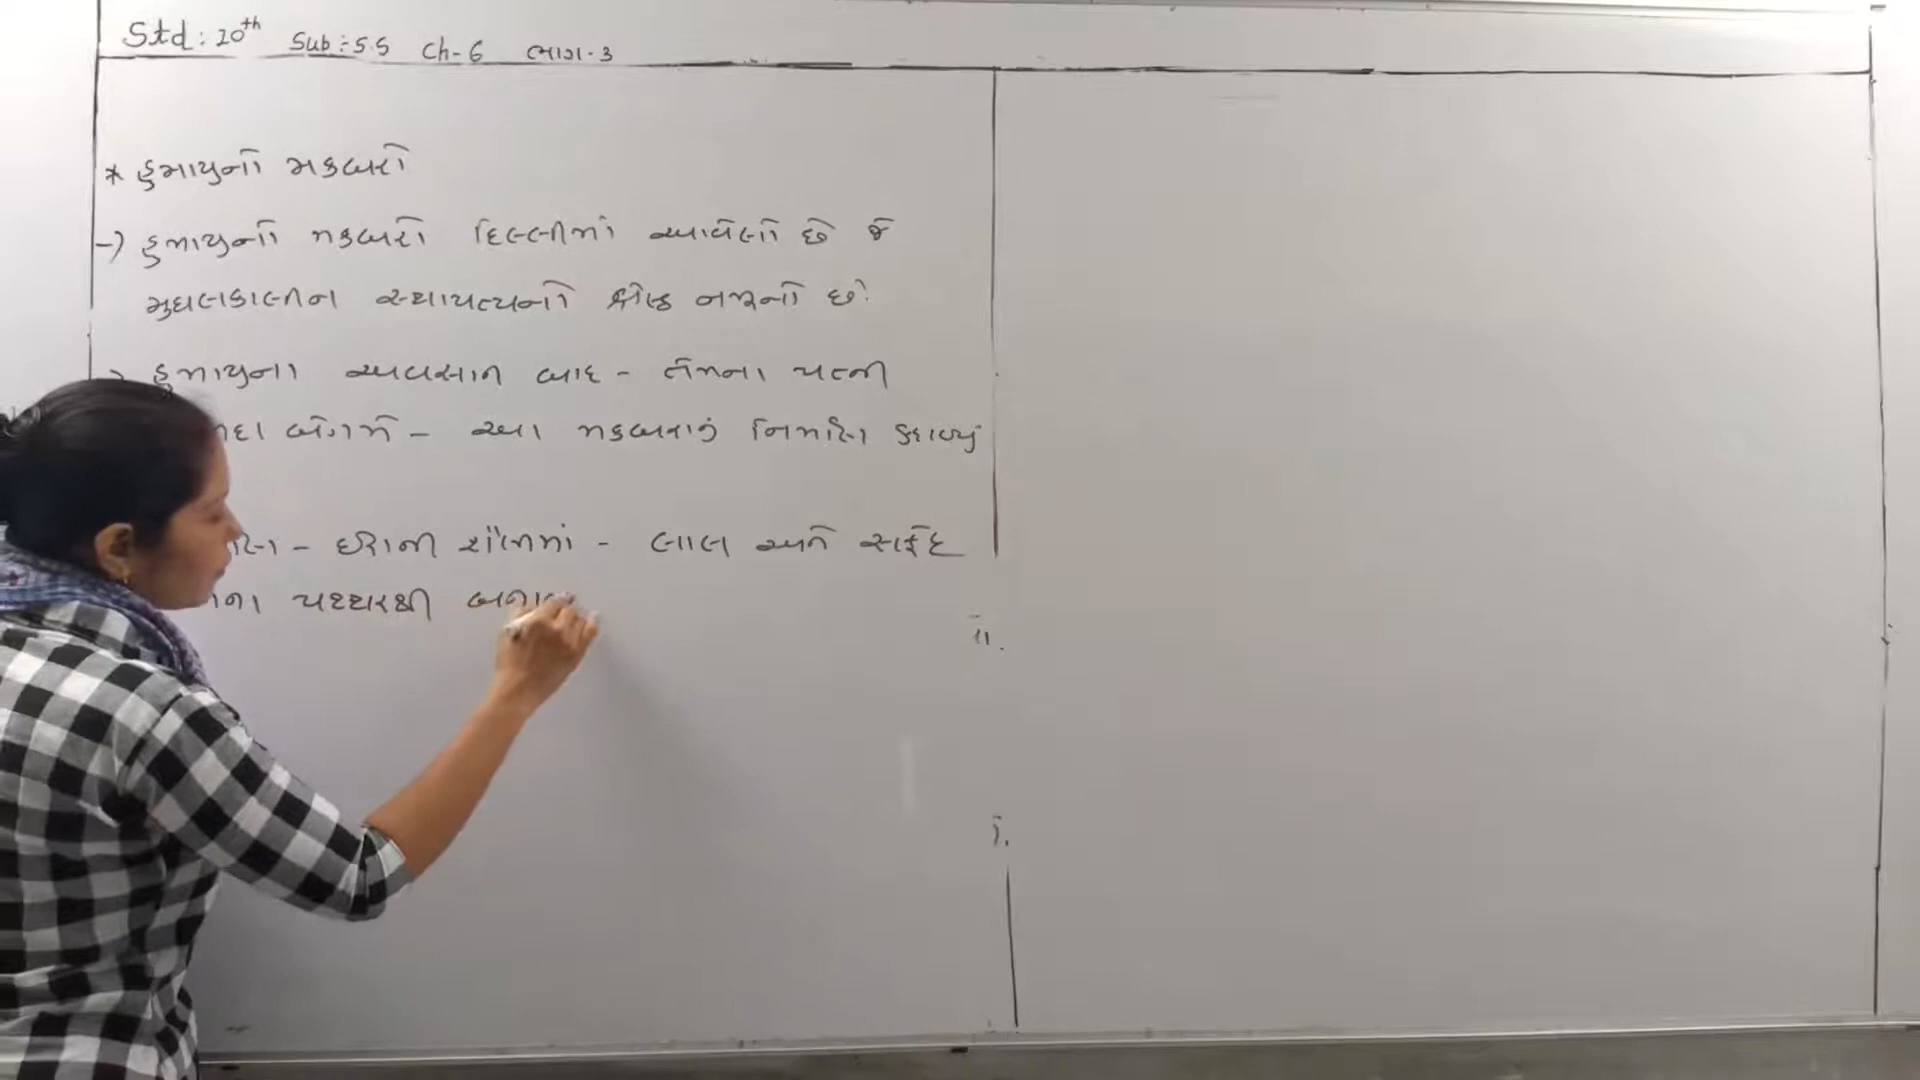 Std: 10th Sub:- S.S Ch-6 ભાગ-3
* હુમાયુનો મકબરો
→ હુમાયુનો મકબરો દિલ્લીમાં આવેલો છે જે
મુઘલકાલીન સ્થાપત્યનો શ્રેષ્ઠ નમૂનો છે.
હુમાયુના અવસાન બાદ - તેમના પત્ની
બેગમે - આ મકબરાનું નિર્માણ કરાવ્યું
- ઈરાની શૈલીમાં - લાલ અને સફેદ
પથ્થરથી